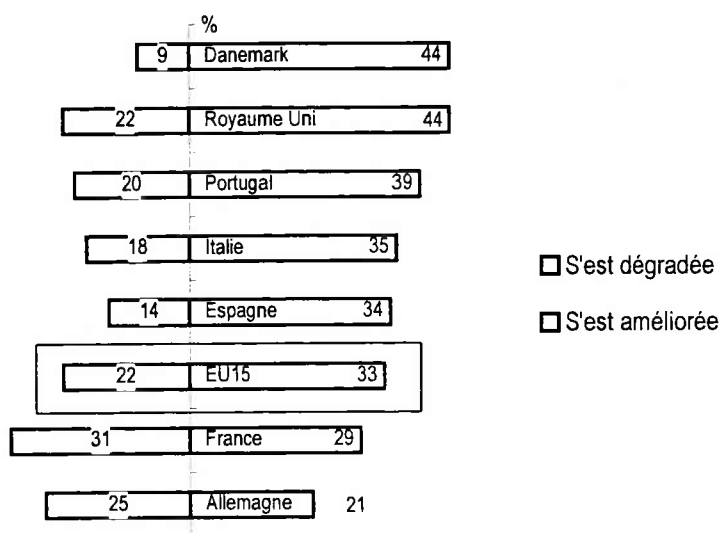 %
9 Danemark 44
22 Royaume Uni 44
20 Portugal 39
18 Italie 35
14 Espagne 34
22 EU15 33
31 France 29
25 Allemagne 21
S'est dégradée
S'est améliorée